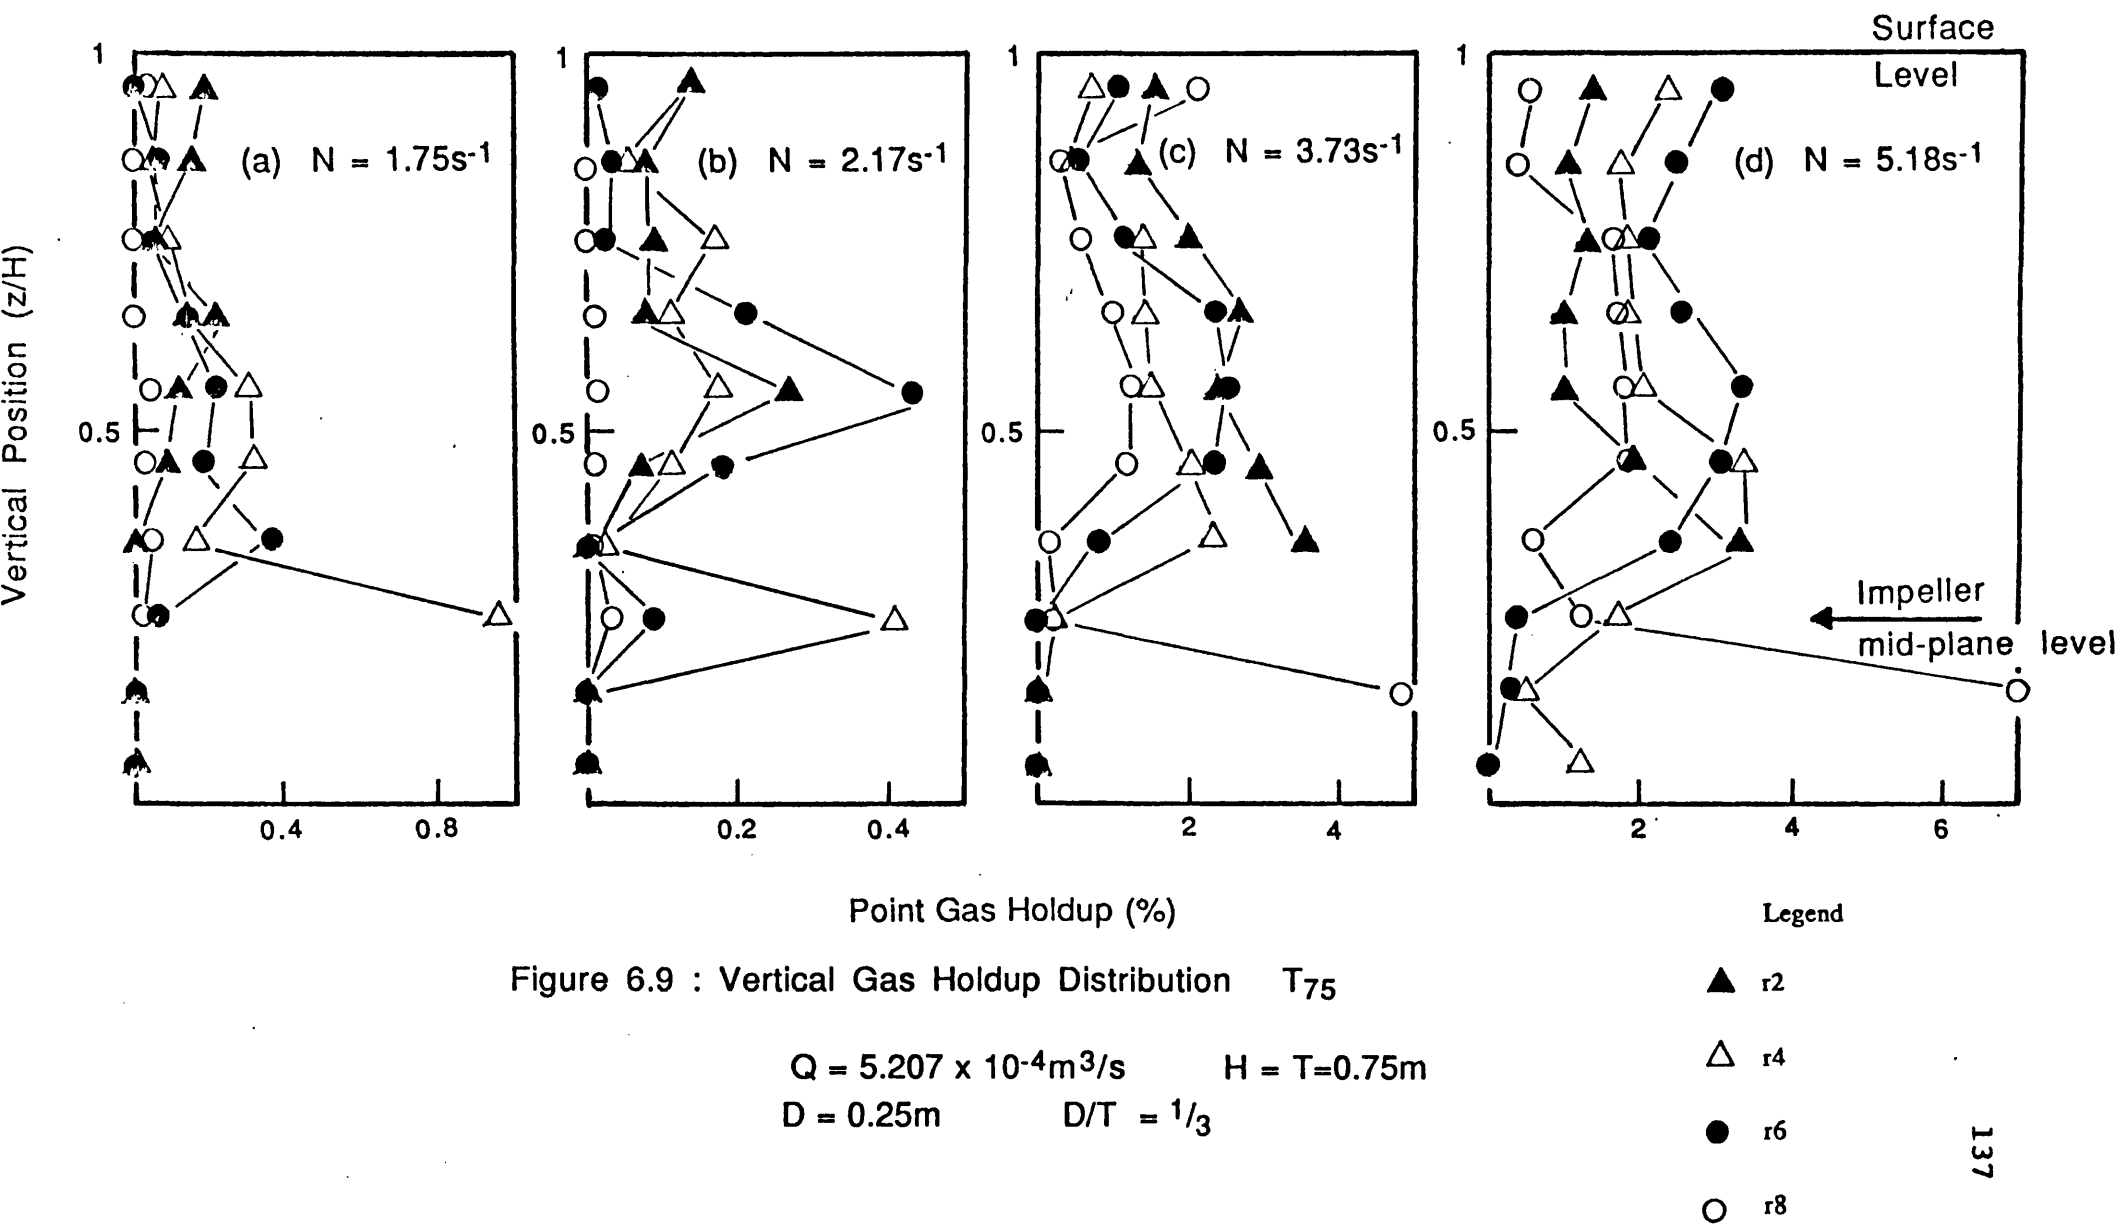 Surface
Level
Vertical Position (z/H)
1
0.5
(a) N = 1.75s-1
0.4 0.8
1
0.5
(b) N = 2.17s-1
0.2 0.4
1
0.5
(c) N = 3.73s-1
2 4
1
0.5
(d) N = 5.18s-1
Impeller
mid-plane level
2 4 6
Point Gas Holdup (%)
Figure 6.9 : Vertical Gas Holdup Distribution T75
Q = 5.207 x 10-4m3/s H = T=0.75m
D = 0.25m D/T = 1/3
Legend
r2
r4
r6
r8
137